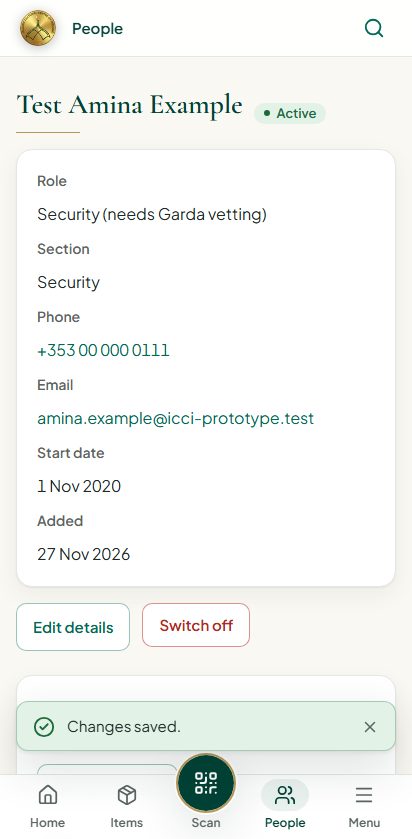 People
Test Amina Example
Active
Role
Security (needs Garda vetting)
Section
Security
Phone
+353 00 000 0111
Email
amina.example@icci-prototype.test
Start date
1 Nov 2020
Added
27 Nov 2026
Edit details
Switch off
Changes saved.
Home
Items
Scan
People
Menu